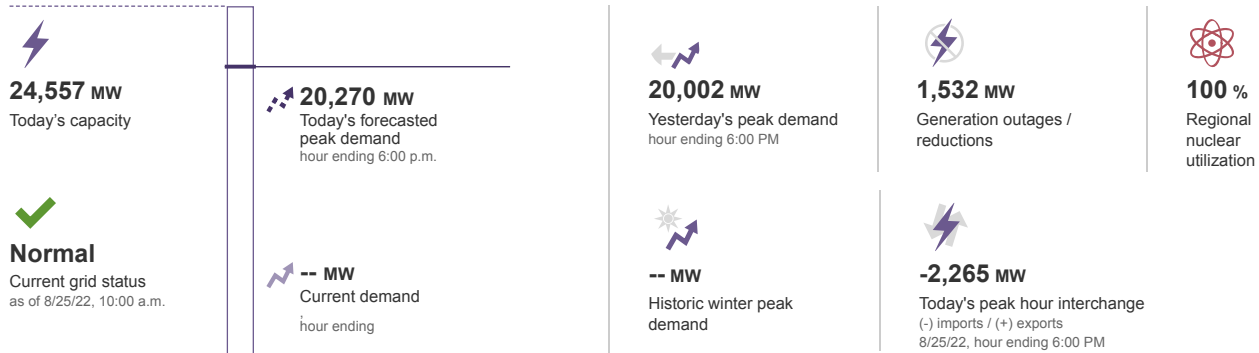 24,557 MW
Today's capacity
20,270 MW
Today's forecasted
peak demand
hour ending 6:00 p.m.
20,002 MW
Yesterday's peak demand
hour ending 6:00 PM
1,532 MW
Generation outages /
reductions
100 %
Regional
nuclear
utilization
Normal
Current grid status
as of 8/25/22, 10:00 a.m.
-- MW
Current demand
,
hour ending
-- MW
Historic winter peak
demand
-2,265 MW
Today's peak hour interchange
(-) imports / (+) exports
8/25/22, hour ending 6:00 PM